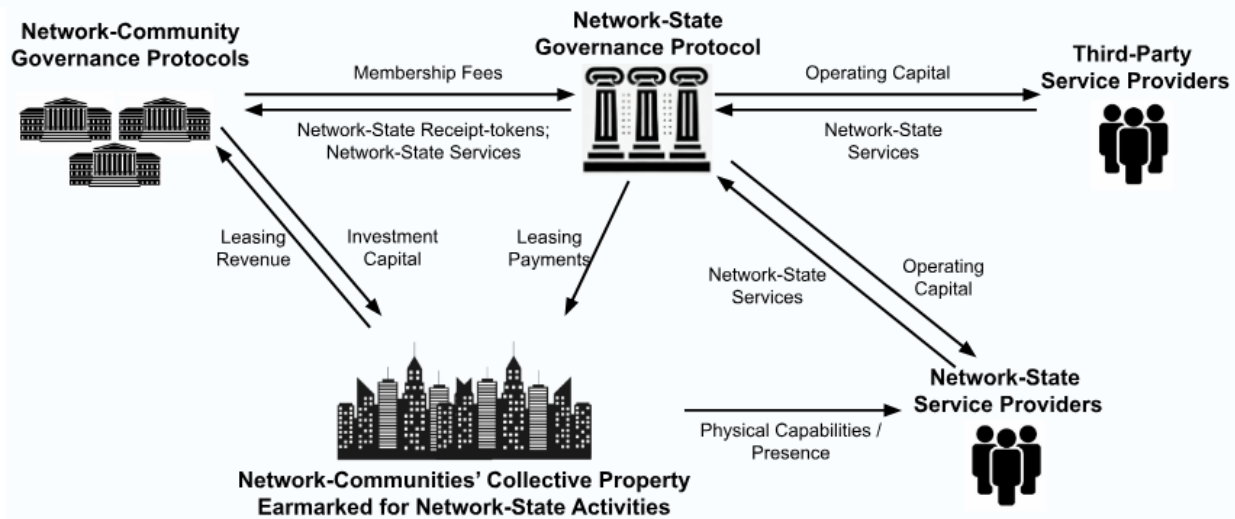 Network-Community
Governance Protocols
Network-State
Governance Protocol
Third-Party
Service Providers
Membership Fees
Network-State Receipt-tokens;
Network-State Services
Operating Capital
Network-State
Services
Leasing
Revenue
Investment
Capital
Leasing
Payments
Network-State
Services
Operating
Capital
Network-State
Service Providers
Physical Capabilities /
Presence
Network-Communities’ Collective Property
Earmarked for Network-State Activities